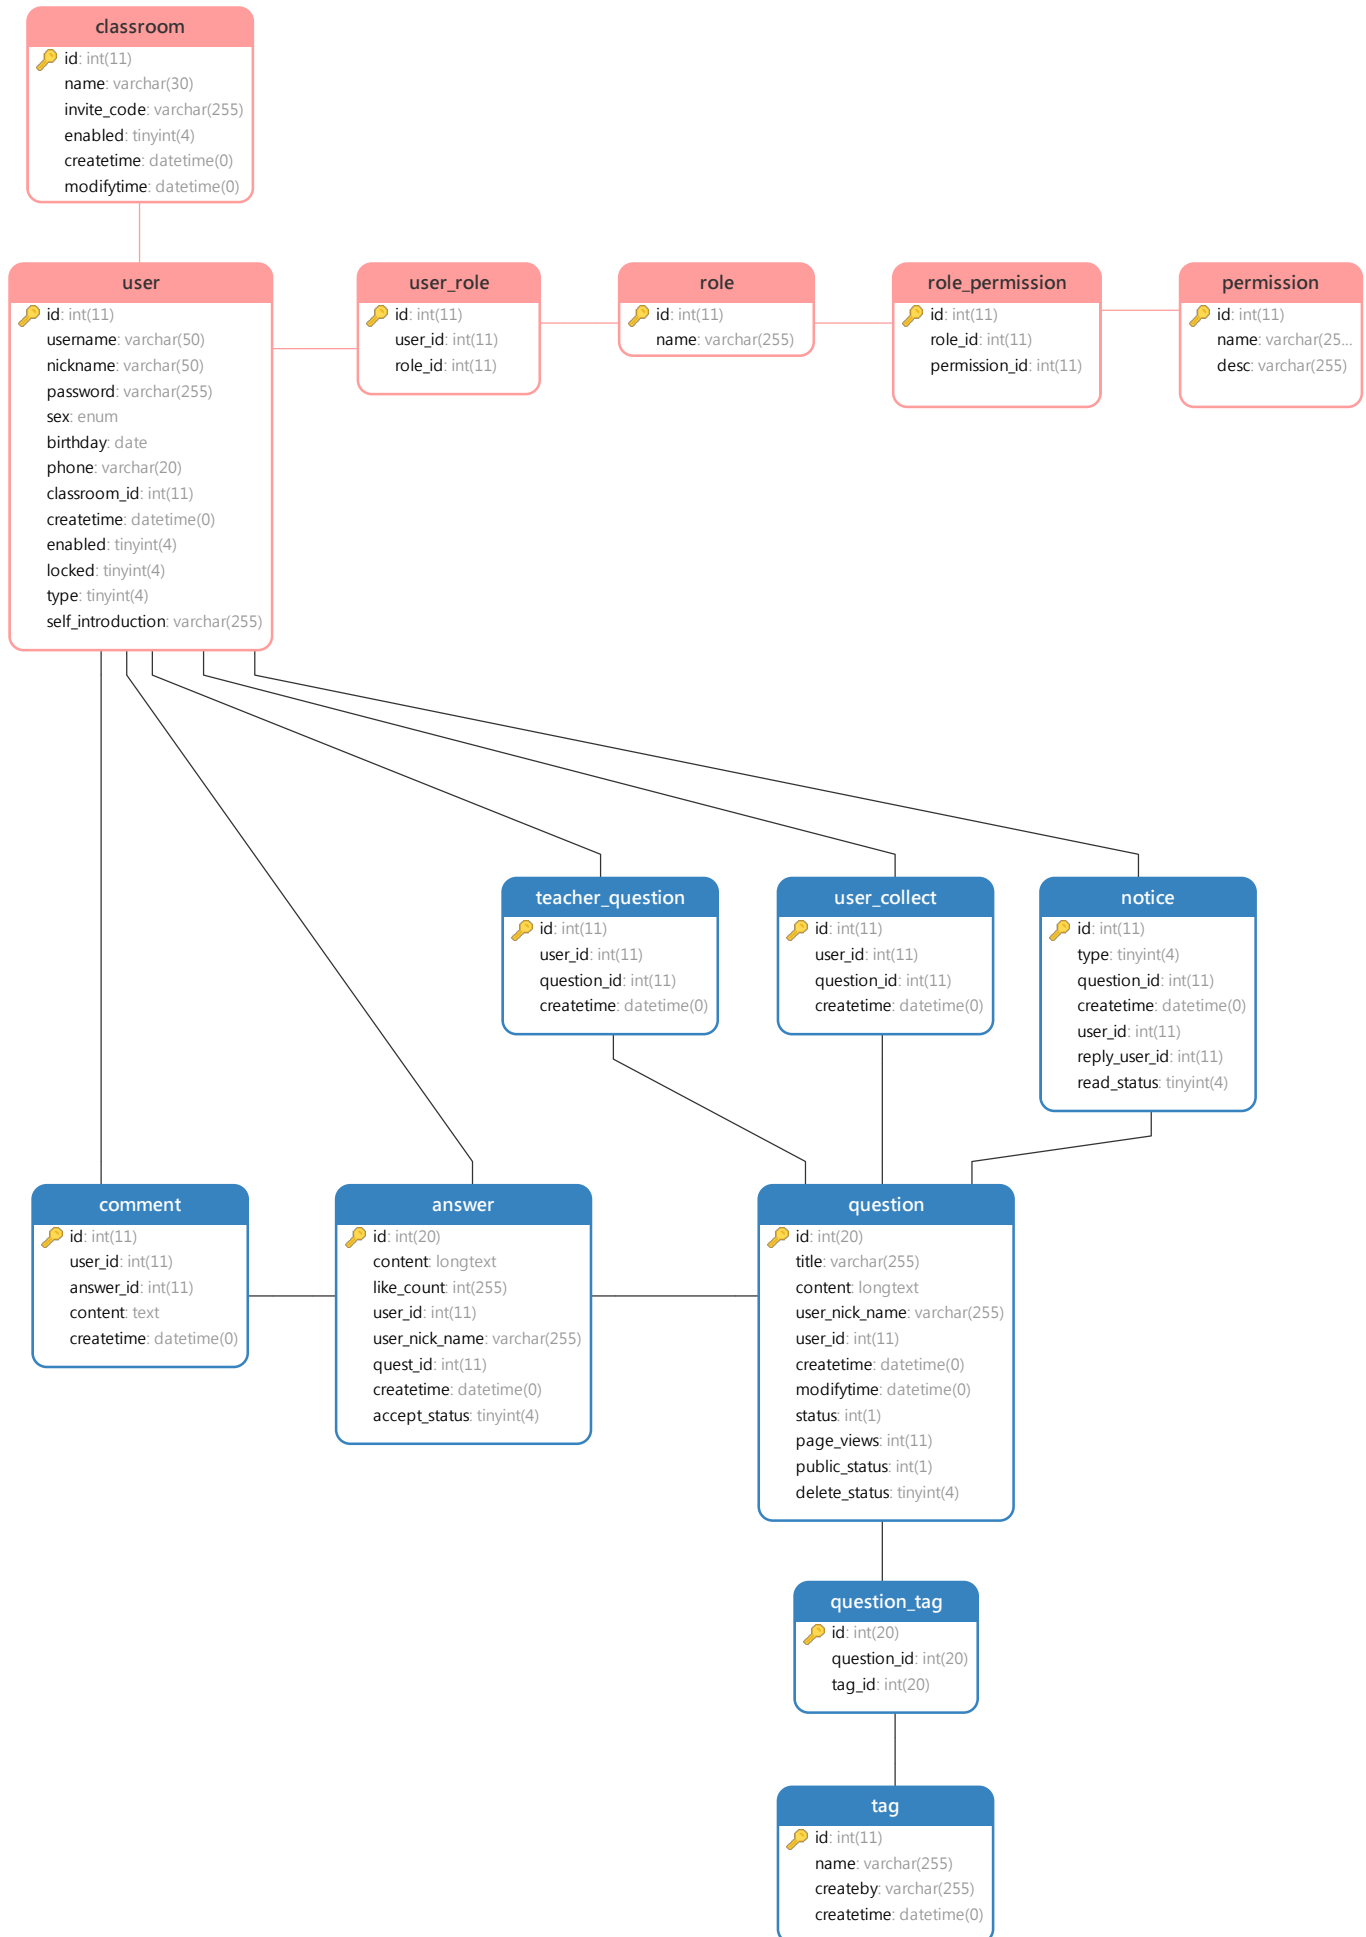 classroom
id: int(11)
name: varchar(30)
invite_code: varchar(255)
enabled: tinyint(4)
createtime: datetime(0)
modifytime: datetime(0)
user
id: int(11)
username: varchar(50)
nickname: varchar(50)
password: varchar(255)
sex: enum
birthday: date
phone: varchar(20)
classroom_id: int(11)
createtime: datetime(0)
enabled: tinyint(4)
locked: tinyint(4)
type: tinyint(4)
self_introduction: varchar(255)
user_role
id: int(11)
user_id: int(11)
role_id: int(11)
role
id: int(11)
name: varchar(255)
role_permission
id: int(11)
role_id: int(11)
permission_id: int(11)
permission
id: int(11)
name: varchar(25...
desc: varchar(255)
teacher_question
id: int(11)
user_id: int(11)
question_id: int(11)
createtime: datetime(0)
user_collect
id: int(11)
user_id: int(11)
question_id: int(11)
createtime: datetime(0)
notice
id: int(11)
type: tinyint(4)
question_id: int(11)
createtime: datetime(0)
user_id: int(11)
reply_user_id: int(11)
read_status: tinyint(4)
comment
id: int(11)
user_id: int(11)
answer_id: int(11)
content: text
createtime: datetime(0)
answer
id: int(20)
content: longtext
like_count: int(255)
user_id: int(11)
user_nick_name: varchar(255)
quest_id: int(11)
createtime: datetime(0)
accept_status: tinyint(4)
question
id: int(20)
title: varchar(255)
content: longtext
user_nick_name: varchar(255)
user_id: int(11)
createtime: datetime(0)
modifytime: datetime(0)
status: int(1)
page_views: int(11)
public_status: int(1)
delete_status: tinyint(4)
question_tag
id: int(20)
question_id: int(20)
tag_id: int(20)
tag
id: int(11)
name: varchar(255)
createby: varchar(255)
createtime: datetime(0)